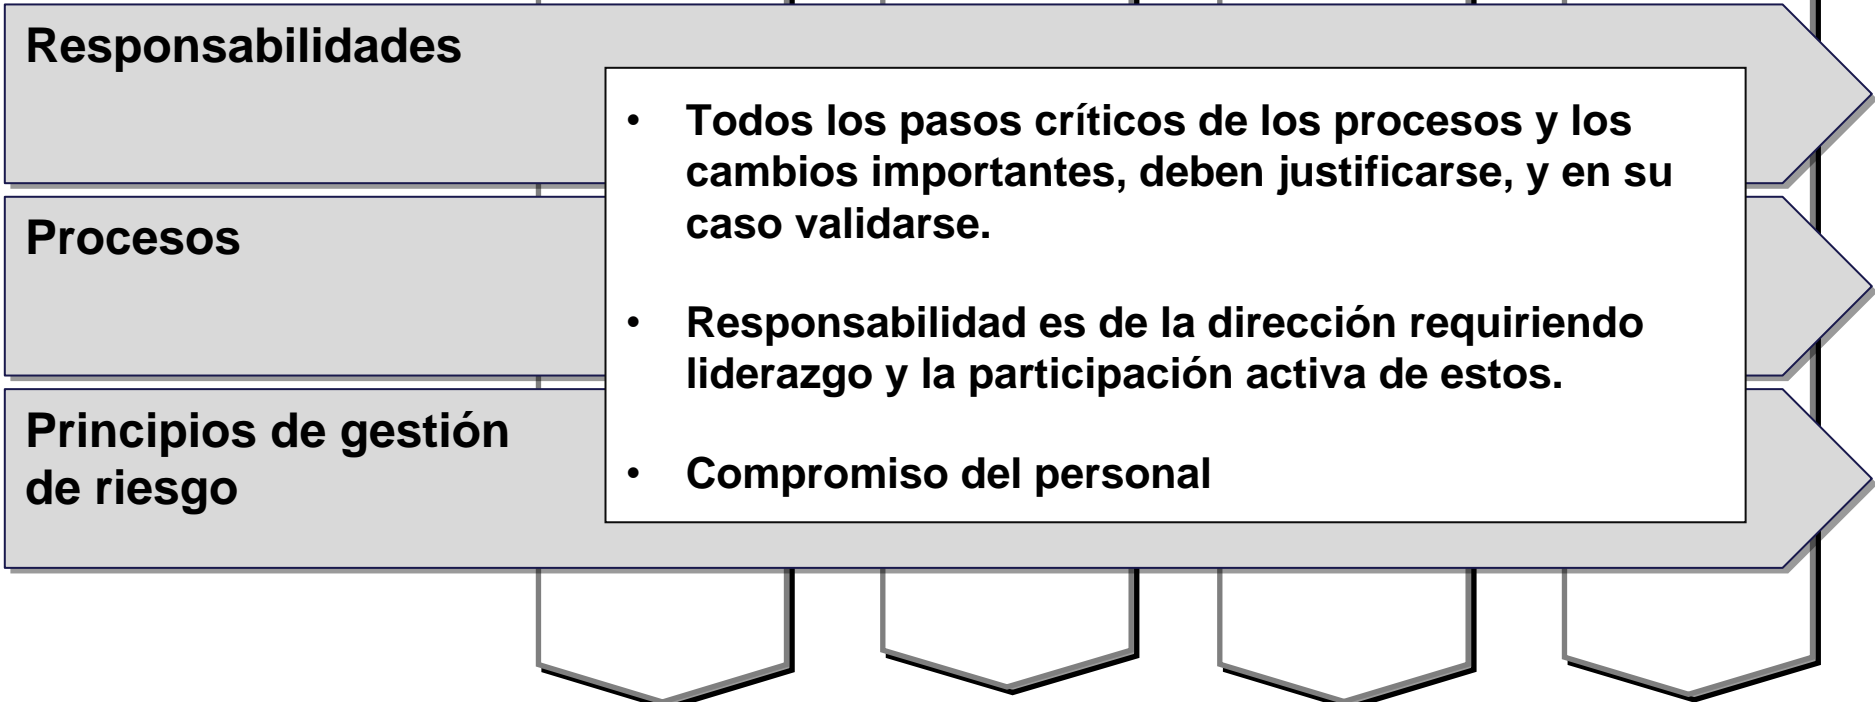 Responsabilidades
• Todos los pasos críticos de los procesos y los
cambios importantes, deben justificarse, y en su
caso validarse.
Procesos
• Responsabilidad es de la dirección requiriendo
liderazgo y la participación activa de estos.
Principios de gestión
de riesgo
• Compromiso del personal